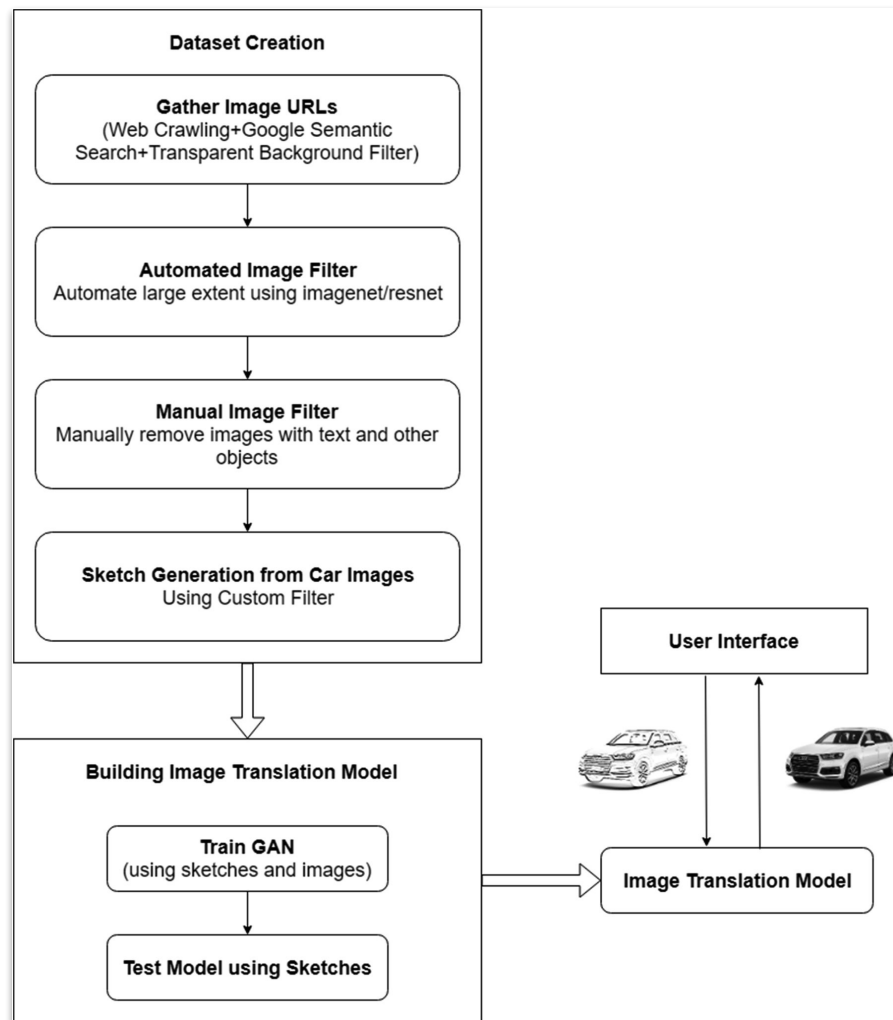 Dataset Creation
Gather Image URLs
(Web Crawling+Google Semantic
Search+Transparent Background Filter)
Automated Image Filter
Automate large extent using imagenet/resnet
Manual Image Filter
Manually remove images with text and other
objects
Sketch Generation from Car Images
Using Custom Filter
User Interface
Building Image Translation Model
Train GAN
(using sketches and images)
Image Translation Model
Test Model using Sketches